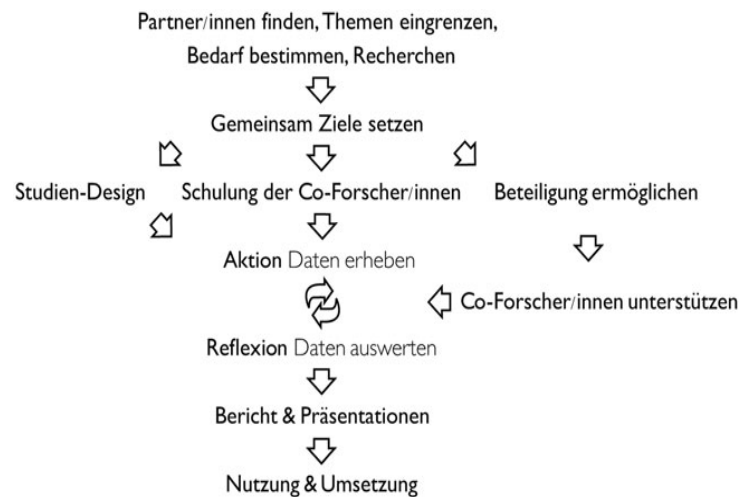 Partner/innen finden, Themen eingrenzen,
Bedarf bestimmen, Recherchen
Gemeinsam Ziele setzen
Studien-Design
Schulung der Co-Forscher/innen
Beteiligung ermöglichen
Aktion Daten erheben
Co-Forscher/innen unterstützen
Reflexion Daten auswerten
Bericht & Präsentationen
Nutzung & Umsetzung